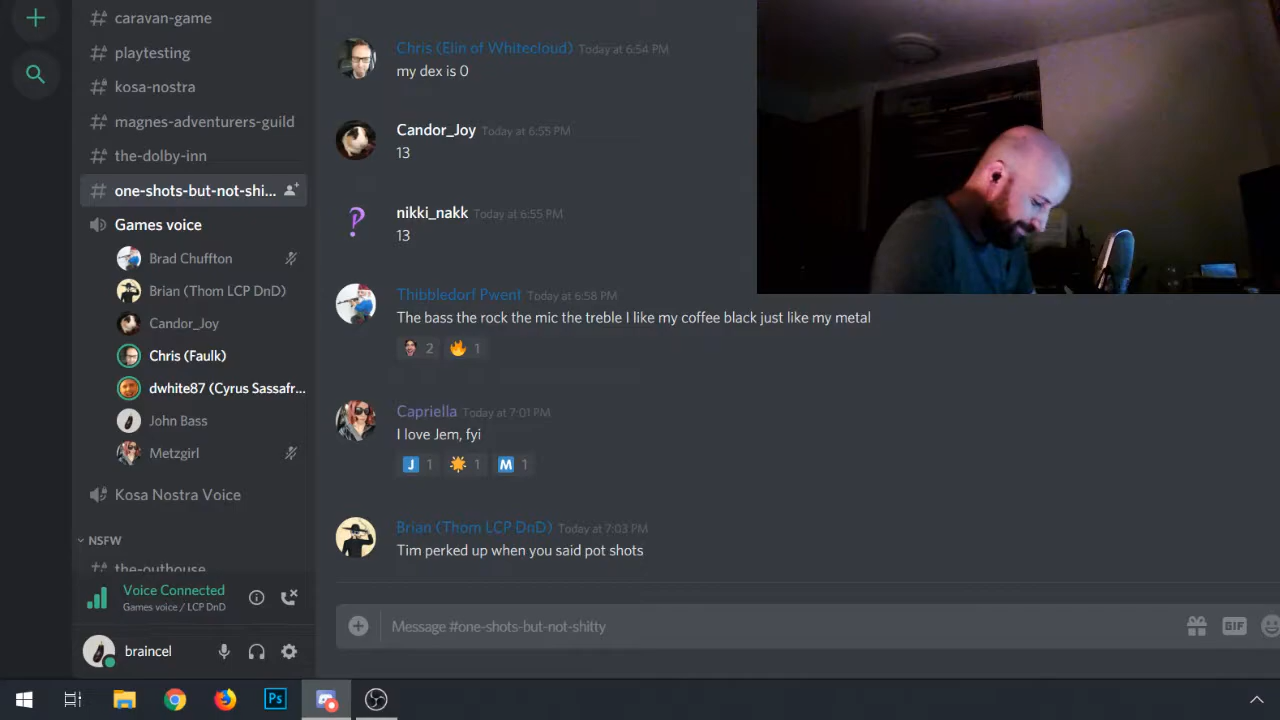 caravan-game
playtesting
kosa-nostra
magnes-adventurers-guild
the-dolby-inn
one-shots-but-not-shi...
Games voice
Brad Chuffton
Brian (Thom LCP DnD)
Candor_Joy
Chris (Faulk)
dwhite87 (Cyrus Sassafr...
John Bass
Metzgirl
Kosa Nostra Voice
NSFW
the-outhouse
Voice Connected
Games voice / LCP DnD
braincel
Chris (Elin of Whitecloud) Today at 6:54 PM
my dex is 0
Candor_Joy Today at 6:55 PM
13
nikki_nakk Today at 6:55 PM
13
Thibbledorf Pwent Today at 6:58 PM
The bass the rock the mic the treble I like my coffee black just like my metal
2 1
Capriella Today at 7:01 PM
I love Jem, fyi
J 1 1 M 1
Brian (Thom LCP DnD) Today at 7:03 PM
Tim perked up when you said pot shots
Message #one-shots-but-not-shitty
GIF
Ps